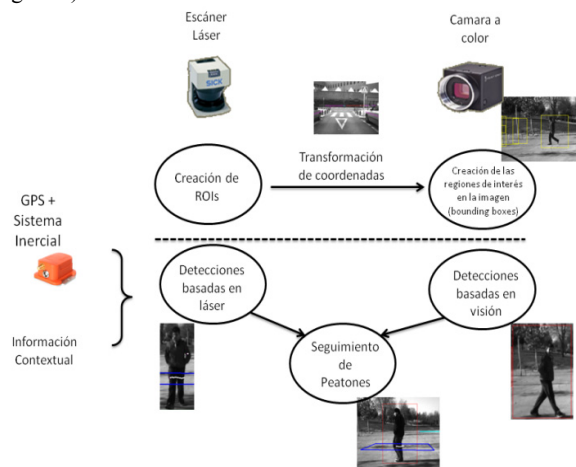 Escáner
Láser
Camara a
color
SICK
Transformación
de coordenadas
Creación de
ROIs
Creación de las
regiones de interés
en la imagen
(bounding boxes)
GPS +
Sistema
Inercial
Detecciones
basadas en
láser
Detecciones
basadas en
visión
Seguimiento
de
Peatones
Información
Contextual